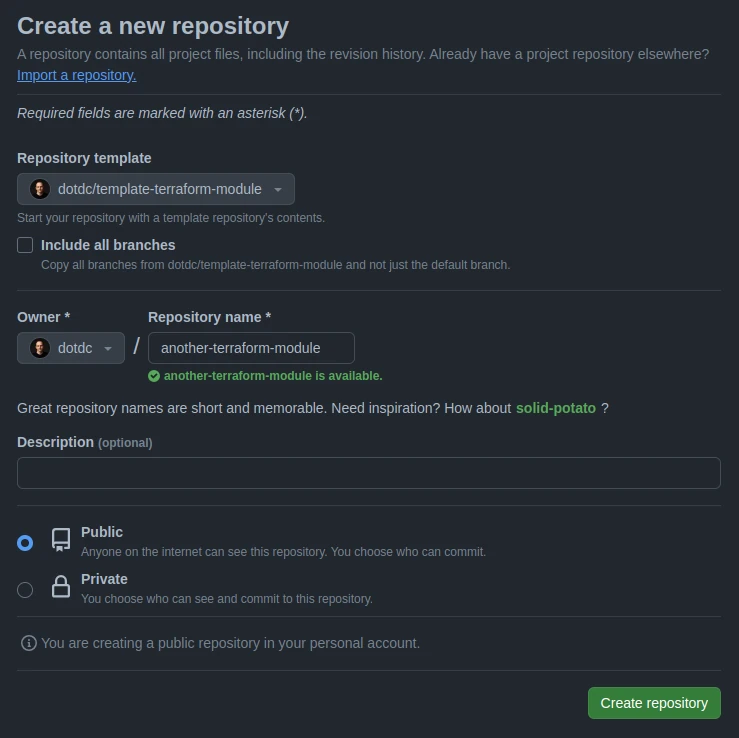 Create a new repository
A repository contains all project files, including the revision history. Already have a project repository elsewhere?
Import a repository.
Required fields are marked with an asterisk (*).
Repository template
dotdc/template-terraform-module
Start your repository with a template repository's contents.
Include all branches
Copy all branches from dotdc/template-terraform-module and not just the default branch.
Owner * Repository name *
dotdc / another-terraform-module
another-terraform-module is available.
Great repository names are short and memorable. Need inspiration? How about solid-potato ?
Description (optional)
Public
Anyone on the internet can see this repository. You choose who can commit.
Private
You choose who can see and commit to this repository.
You are creating a public repository in your personal account.
Create repository